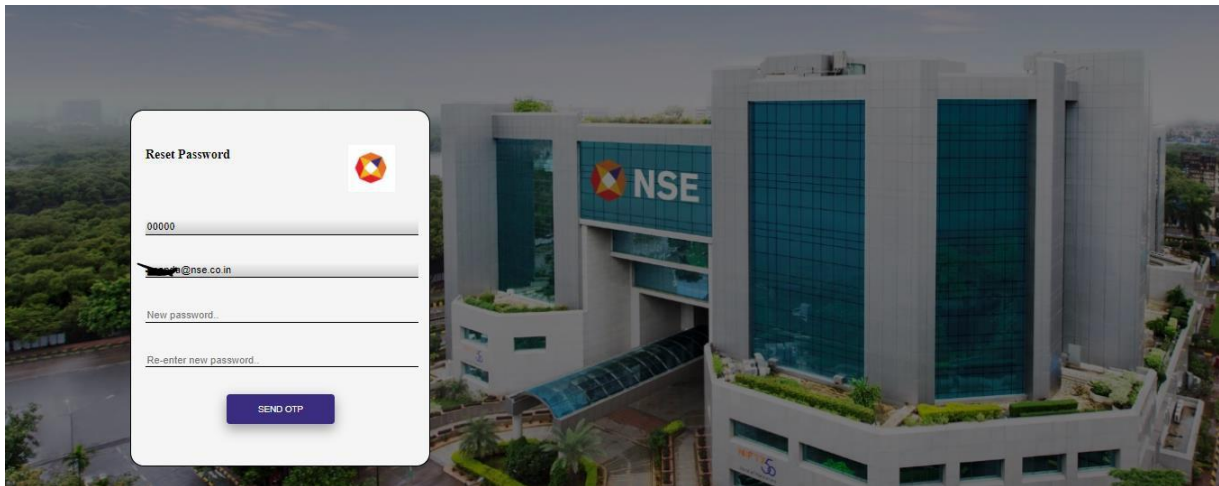 Reset Password
00000
@nse.co.in
New password..
Re-enter new password..
SEND OTP
NSE